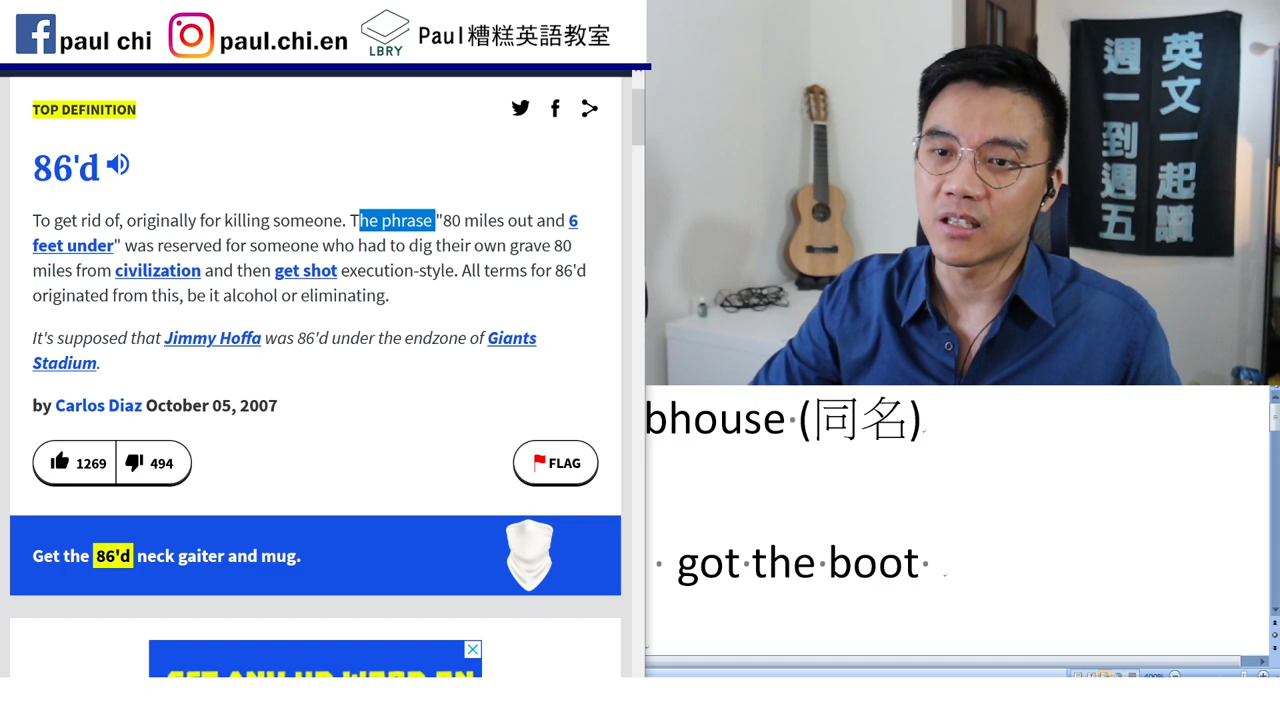 paul chi
paul.chi.en
LBRY
Paul糟糕英語教室
TOP DEFINITION
86'd
To get rid of, originally for killing someone. The phrase "80 miles out and 6
feet under" was reserved for someone who had to dig their own grave 80
miles from civilization and then get shot execution-style. All terms for 86'd
originated from this, be it alcohol or eliminating.
It's supposed that Jimmy Hoffa was 86'd under the endzone of Giants
Stadium.
by Carlos Diaz October 05, 2007
1269
494
FLAG
Get the 86'd neck gaiter and mug.
英文一起讀
週一到週五
bhouse (同名)
got the boot